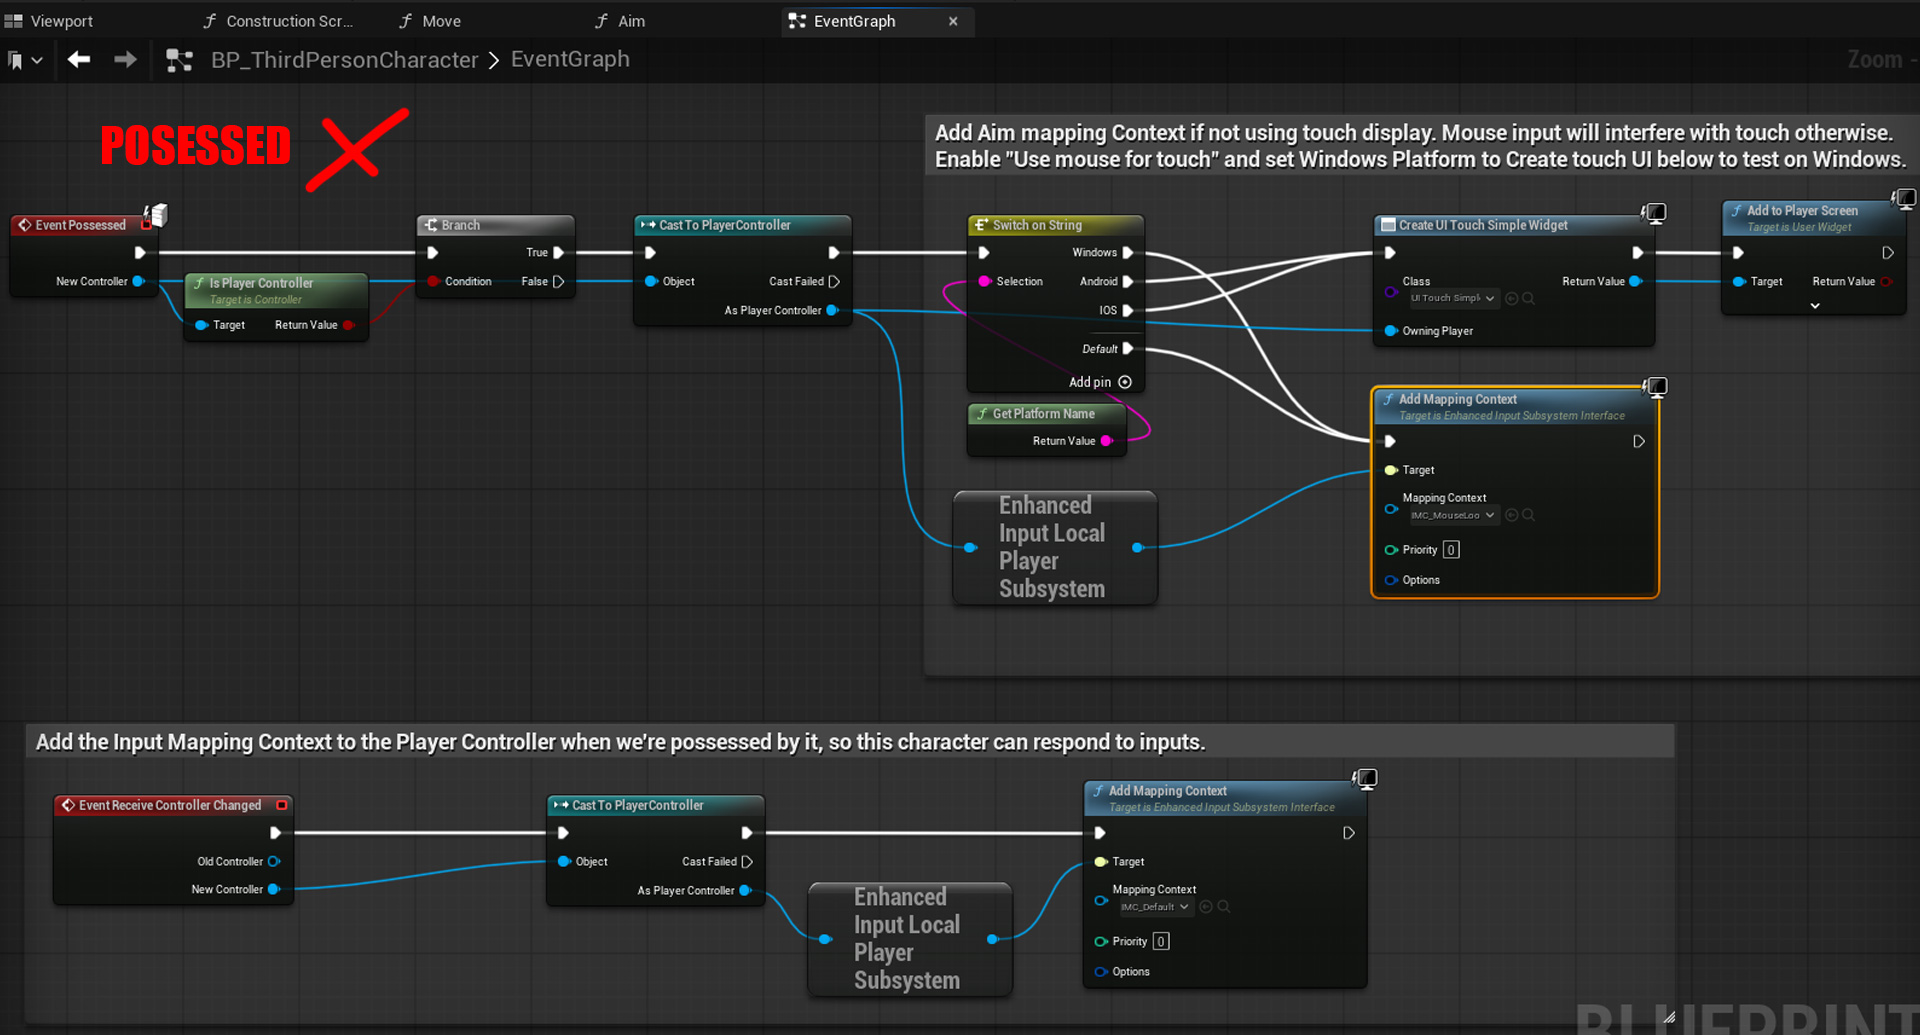 Viewport
Construction Scr...
Move
Aim
EventGraph
BP_ThirdPersonCharacter > EventGraph
Zoom -
POSESSED
Add Aim mapping Context if not using touch display. Mouse input will interfere with touch otherwise.
Enable "Use mouse for touch" and set Windows Platform to Create touch UI below to test on Windows.
Event Possessed
New Controller
Is Player Controller
Target is Controller
Target
Return Value
Branch
True
Condition
False
Cast To PlayerController
Object
Cast Failed
As Player Controller
Switch on String
Windows
Selection
Android
IOS
Default
Add pin
Get Platform Name
Return Value
Enhanced
Input Local
Player
Subsystem
Create UI Touch Simple Widget
Class
UI Touch Simpl
Return Value
Owning Player
Add to Player Screen
Target is User Widget
Target
Return Value
Add Mapping Context
Target is Enhanced Input Subsystem Interface
Target
Mapping Context
IMC_MouseLoo
Priority 0
Options
Add the Input Mapping Context to the Player Controller when we're possessed by it, so this character can respond to inputs.
Event Receive Controller Changed
Old Controller
New Controller
Cast To PlayerController
Object
Cast Failed
As Player Controller
Enhanced
Input Local
Player
Subsystem
Add Mapping Context
Target is Enhanced Input Subsystem Interface
Target
Mapping Context
IMC_Default
Priority 0
Options
BLUEPRINT